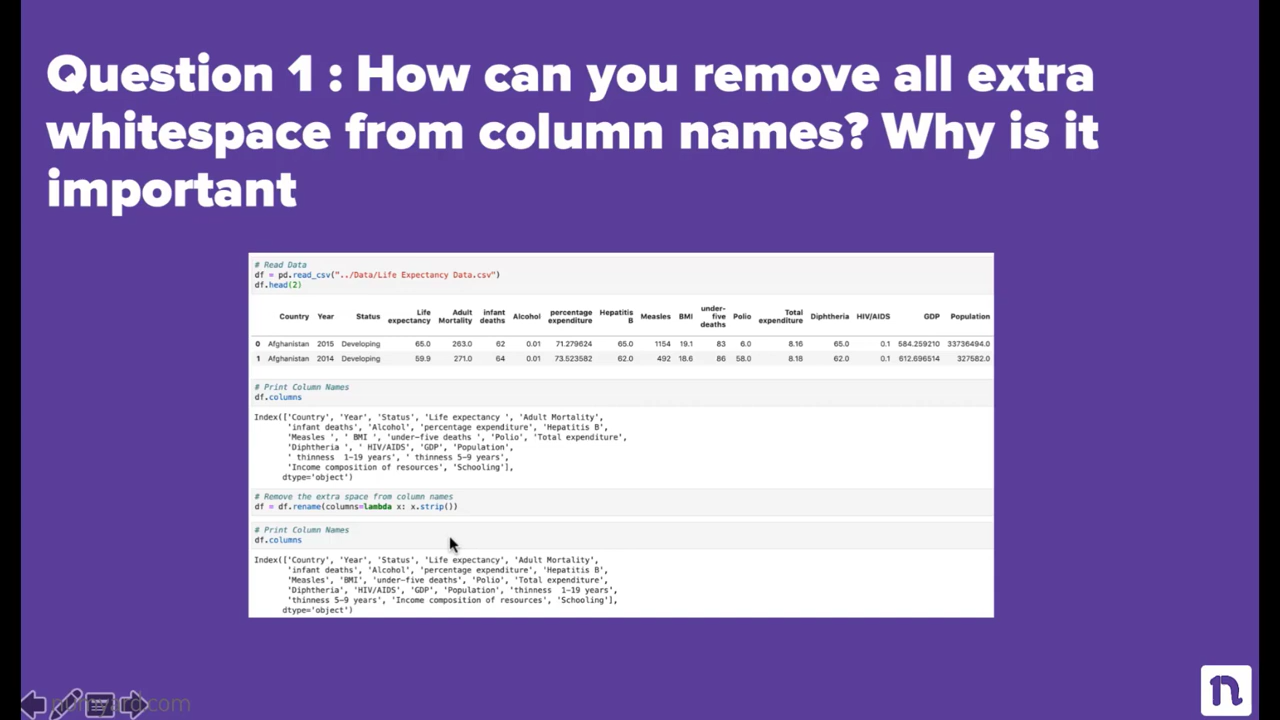 Question 1 : How can you remove all extra
whitespace from column names? Why is it
important
# Read Data
df = pd.read_csv("../Data/Life Expectancy Data.csv")
df.head(2)
Country Year Status Life expectancy Adult Mortality infant deaths Alcohol percentage expenditure Hepatitis B Measles BMI under-five deaths Polio Total expenditure Diphtheria HIV/AIDS GDP Population
0 Afghanistan 2015 Developing 65.0 263.0 62 0.01 71.279624 65.0 1154 19.1 83 6.0 8.16 65.0 0.1 584.259210 33736494.0
1 Afghanistan 2014 Developing 59.9 271.0 64 0.01 73.523582 62.0 492 18.6 86 58.0 8.18 62.0 0.1 612.696514 327582.0
# Print Column Names
df.columns
Index(['Country', 'Year', 'Status', 'Life expectancy ', 'Adult Mortality',
'infant deaths', 'Alcohol', 'percentage expenditure', 'Hepatitis B',
'Measles ', ' BMI ', 'under-five deaths ', 'Polio', 'Total expenditure',
'Diphtheria ', ' HIV/AIDS', 'GDP', 'Population',
' thinness  1-19 years', ' thinness 5-9 years',
'Income composition of resources', 'Schooling'],
dtype='object')
# Remove the extra space from column names
df = df.rename(columns=lambda x: x.strip())
# Print Column Names
df.columns
Index(['Country', 'Year', 'Status', 'Life expectancy', 'Adult Mortality',
'infant deaths', 'Alcohol', 'percentage expenditure', 'Hepatitis B',
'Measles', 'BMI', 'under-five deaths', 'Polio', 'Total expenditure',
'Diphtheria', 'HIV/AIDS', 'GDP', 'Population', 'thinness  1-19 years',
'thinness 5-9 years', 'Income composition of resources', 'Schooling'],
dtype='object')
n